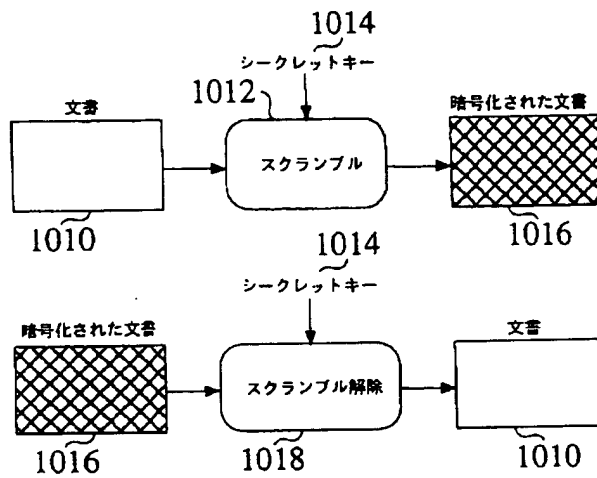 1014
シークレットキー
1012
文書
暗号化された文書
スクランブル
1010
1016
1014
シークレットキー
暗号化された文書
文書
スクランブル解除
1016
1018
1010